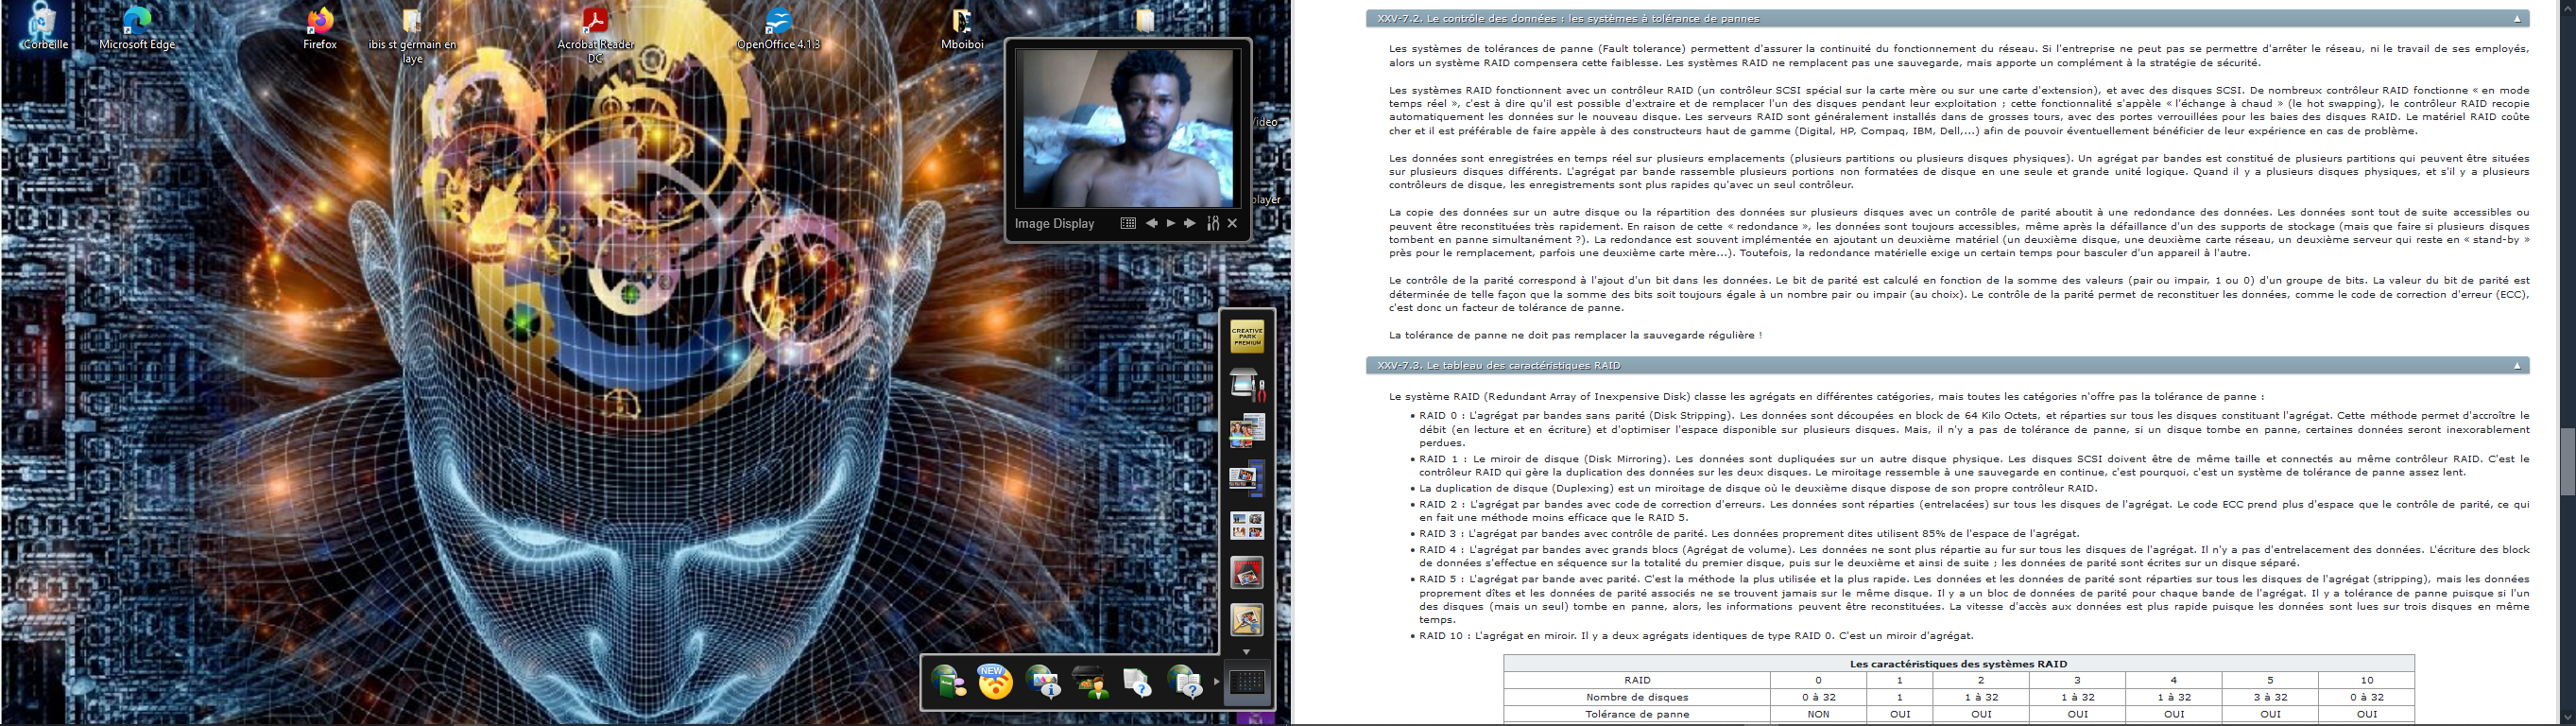 Corbeille
Microsoft Edge
Firefox
ibis st germain en
laye
Acrobat Reader
DC
OpenOffice 4.1.3
Mboiboi
Video
player
Image Display
CREATIVE
PARK
PREMIUM
NEW
XXV-7.2. Le contrôle des données : les systèmes à tolérance de pannes
Les systèmes de tolérances de panne (Fault tolerance) permettent d'assurer la continuité du fonctionnement du réseau. Si l'entreprise ne peut pas se permettre d'arrêter le réseau, ni le travail de ses employés,
alors un système RAID compensera cette faiblesse. Les systèmes RAID ne remplacent pas une sauvegarde, mais apporte un complément à la stratégie de sécurité.
Les systèmes RAID fonctionnent avec un contrôleur RAID (un contrôleur SCSI spécial sur la carte mère ou sur une carte d'extension), et avec des disques SCSI. De nombreux contrôleur RAID fonctionne « en mode
temps réel », c'est à dire qu'il est possible d'extraire et de remplacer l'un des disques pendant leur exploitation ; cette fonctionnalité s'appèle « l'échange à chaud » (le hot swapping), le contrôleur RAID recopie
automatiquement les données sur le nouveau disque. Les serveurs RAID sont généralement installés dans de grosses tours, avec des portes verrouillées pour les baies des disques RAID. Le matériel RAID coûte
cher et il est préférable de faire appèle à des constructeurs haut de gamme (Digital, HP, Compaq, IBM, Dell,...) afin de pouvoir éventuellement bénéficier de leur expérience en cas de problème.
Les données sont enregistrées en temps réel sur plusieurs emplacements (plusieurs partitions ou plusieurs disques physiques). Un agrégat par bandes est constitué de plusieurs partitions qui peuvent être situées
sur plusieurs disques différents. L'agrégat par bande rassemble plusieurs portions non formatées de disque en une seule et grande unité logique. Quand il y a plusieurs disques physiques, et s'il y a plusieurs
contrôleurs de disque, les enregistrements sont plus rapides qu'avec un seul contrôleur.
La copie des données sur un autre disque ou la répartition des données sur plusieurs disques avec un contrôle de parité aboutit à une redondance des données. Les données sont tout de suite accessibles ou
peuvent être reconstituées très rapidement. En raison de cette « redondance », les données sont toujours accessibles, même après la défaillance d'un des supports de stockage (mais que faire si plusieurs disques
tombent en panne simultanément ?). La redondance est souvent implémentée en ajoutant un deuxième matériel (un deuxième disque, une deuxième carte réseau, un deuxième serveur qui reste en « stand-by »
près pour le remplacement, parfois une deuxième carte mère...). Toutefois, la redondance matérielle exige un certain temps pour basculer d'un appareil à l'autre.
Le contrôle de la parité correspond à l'ajout d'un bit dans les données. Le bit de parité est calculé en fonction de la somme des valeurs (pair ou impair, 1 ou 0) d'un groupe de bits. La valeur du bit de parité est
déterminée de telle façon que la somme des bits soit toujours égale à un nombre pair ou impair (au choix). Le contrôle de la parité permet de reconstituer les données, comme le code de correction d'erreur (ECC),
c'est donc un facteur de tolérance de panne.
La tolérance de panne ne doit pas remplacer la sauvegarde régulière !
XXV-7.3. Le tableau des caractéristiques RAID
Le système RAID (Redundant Array of Inexpensive Disk) classe les agrégats en différentes catégories, mais toutes les catégories n'offre pas la tolérance de panne :
• RAID 0 : L'agrégat par bandes sans parité (Disk Stripping). Les données sont découpées en block de 64 Kilo Octets, et réparties sur tous les disques constituant l'agrégat. Cette méthode permet d'accroître le
débit (en lecture et en écriture) et d'optimiser l'espace disponible sur plusieurs disques. Mais, il n'y a pas de tolérance de panne, si un disque tombe en panne, certaines données seront inexorablement
perdues.
• RAID 1 : Le miroir de disque (Disk Mirroring). Les données sont dupliquées sur un autre disque physique. Les disques SCSI doivent être de même taille et connectés au même contrôleur RAID. C'est le
contrôleur RAID qui gère la duplication des données sur les deux disques. Le miroitage ressemble à une sauvegarde en continue, c'est pourquoi, c'est un système de tolérance de panne assez lent.
• La duplication de disque (Duplexing) est un miroitage de disque où le deuxième disque dispose de son propre contrôleur RAID.
• RAID 2 : L'agrégat par bandes avec code de correction d'erreurs. Les données sont réparties (entrelacées) sur tous les disques de l'agrégat. Le code ECC prend plus d'espace que le contrôle de parité, ce qui
en fait une méthode moins efficace que le RAID 5.
• RAID 3 : L'agrégat par bandes avec contrôle de parité. Les données proprement dites utilisent 85% de l'espace de l'agrégat.
• RAID 4 : L'agrégat par bandes avec grands blocs (Agrégat de volume). Les données ne sont plus répartie au fur sur tous les disques de l'agrégat. Il n'y a pas d'entrelacement des données. L'écriture des block
de données s'effectue en séquence sur la totalité du premier disque, puis sur le deuxième et ainsi de suite ; les données de parité sont écrites sur un disque séparé.
• RAID 5 : L'agrégat par bande avec parité. C'est la méthode la plus utilisée et la plus rapide. Les données et les données de parité sont réparties sur tous les disques de l'agrégat (stripping), mais les données
proprement dîtes et les données de parité associés ne se trouvent jamais sur le même disque. Il y a un bloc de données de parité pour chaque bande de l'agrégat. Il y a tolérance de panne puisque si l'un
des disques (mais un seul) tombe en panne, alors, les informations peuvent être reconstituées. La vitesse d'accès aux données est plus rapide puisque les données sont lues sur trois disques en même
temps.
• RAID 10 : L'agrégat en miroir. Il y a deux agrégats identiques de type RAID 0. C'est un miroir d'agrégat.
Les caractéristiques des systèmes RAID
RAID 0 1 2 3 4 5 10
Nombre de disques 0 à 32 1 1 à 32 1 à 32 1 à 32 3 à 32 0 à 32
Tolérance de panne NON OUI OUI OUI OUI OUI OUI